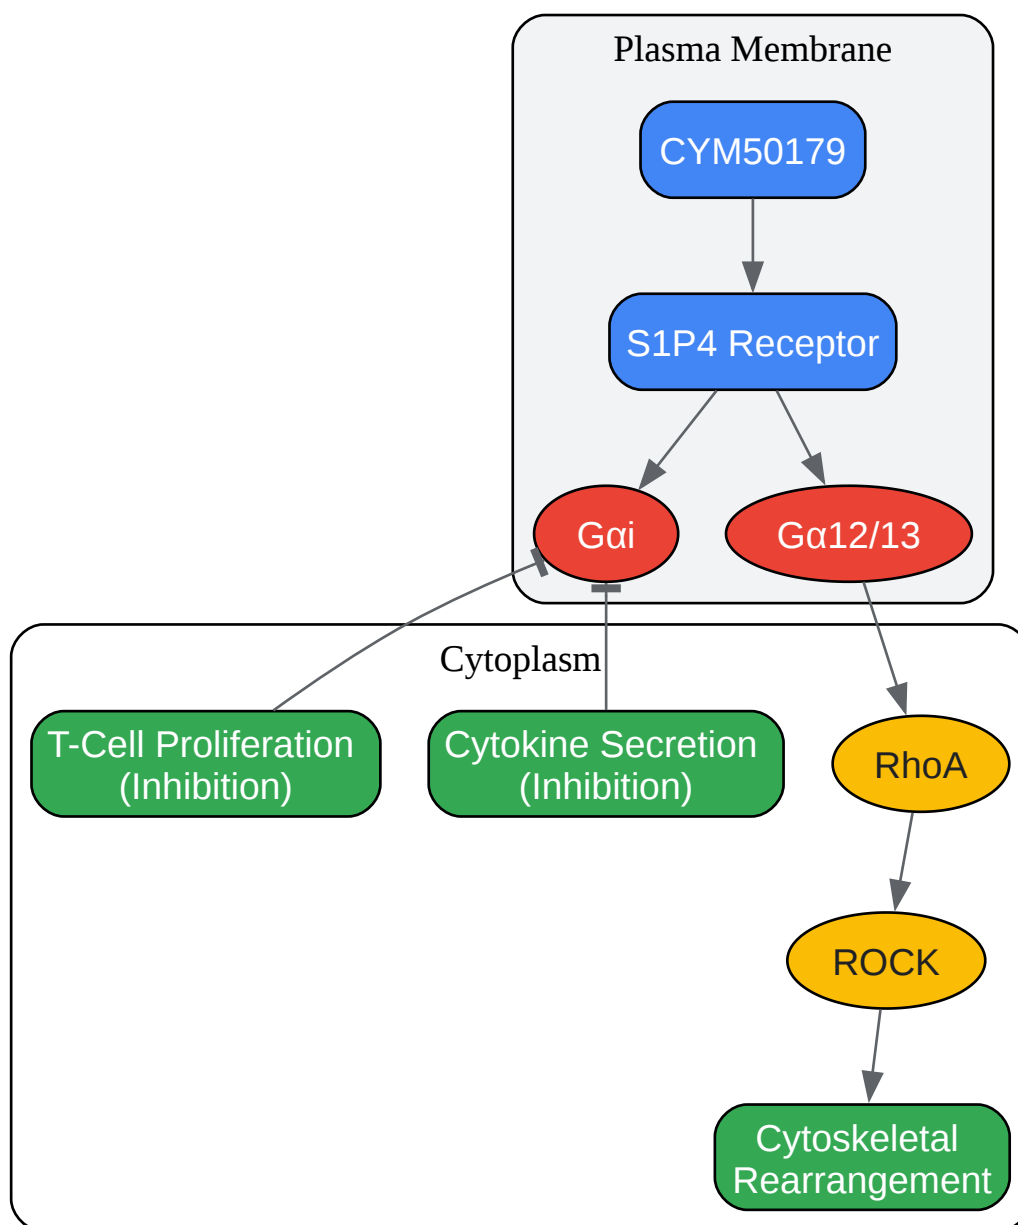 Plasma Membrane
CYM50179
S1P4 Receptor
Gαi
Gα12/13
Cytoplasm
T-Cell Proliferation
(Inhibition)
Cytokine Secretion
(Inhibition)
RhoA
ROCK
Cytoskeletal
Rearrangement